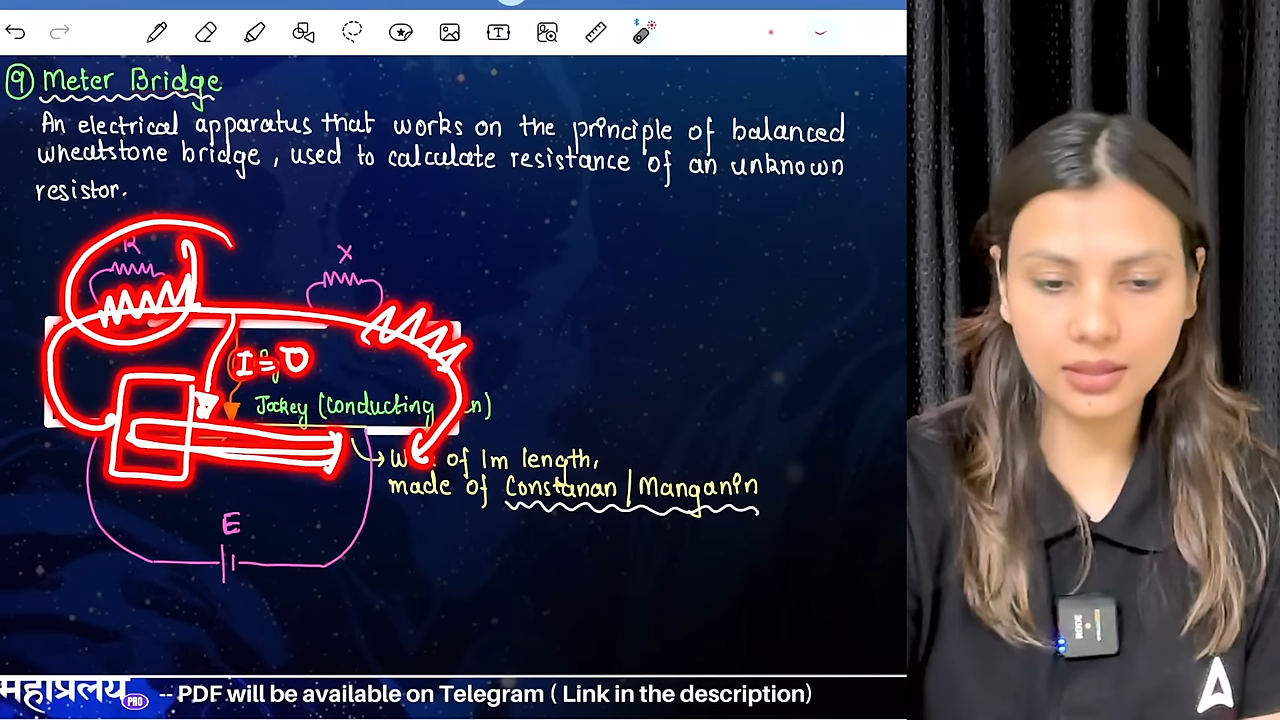 9 Meter Bridge
An electrical apparatus that works on the principle of balanced
wheatstone bridge, used to calculate resistance of an unknown
resistor.
R X
I = 0
Jockey (conducting
of 1m length,
made of Constanan | Manganin
E
RODE
महाप्रलय PRO -- PDF will be available on Telegram ( Link in the description)